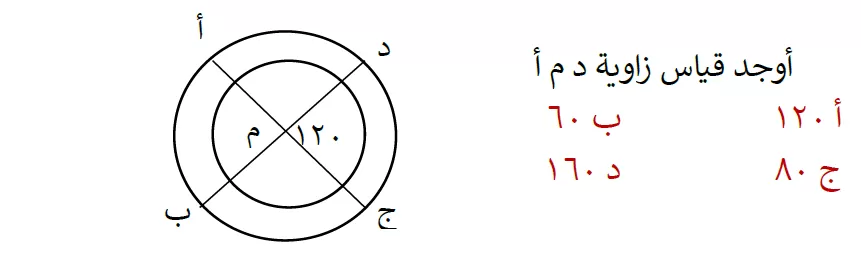 أوجد قياس زاوية د م أ
أ ١٢٠ ب ٦٠
ج ٨٠ د ١٦٠
أ
د
م ١٢٠
ب
ج